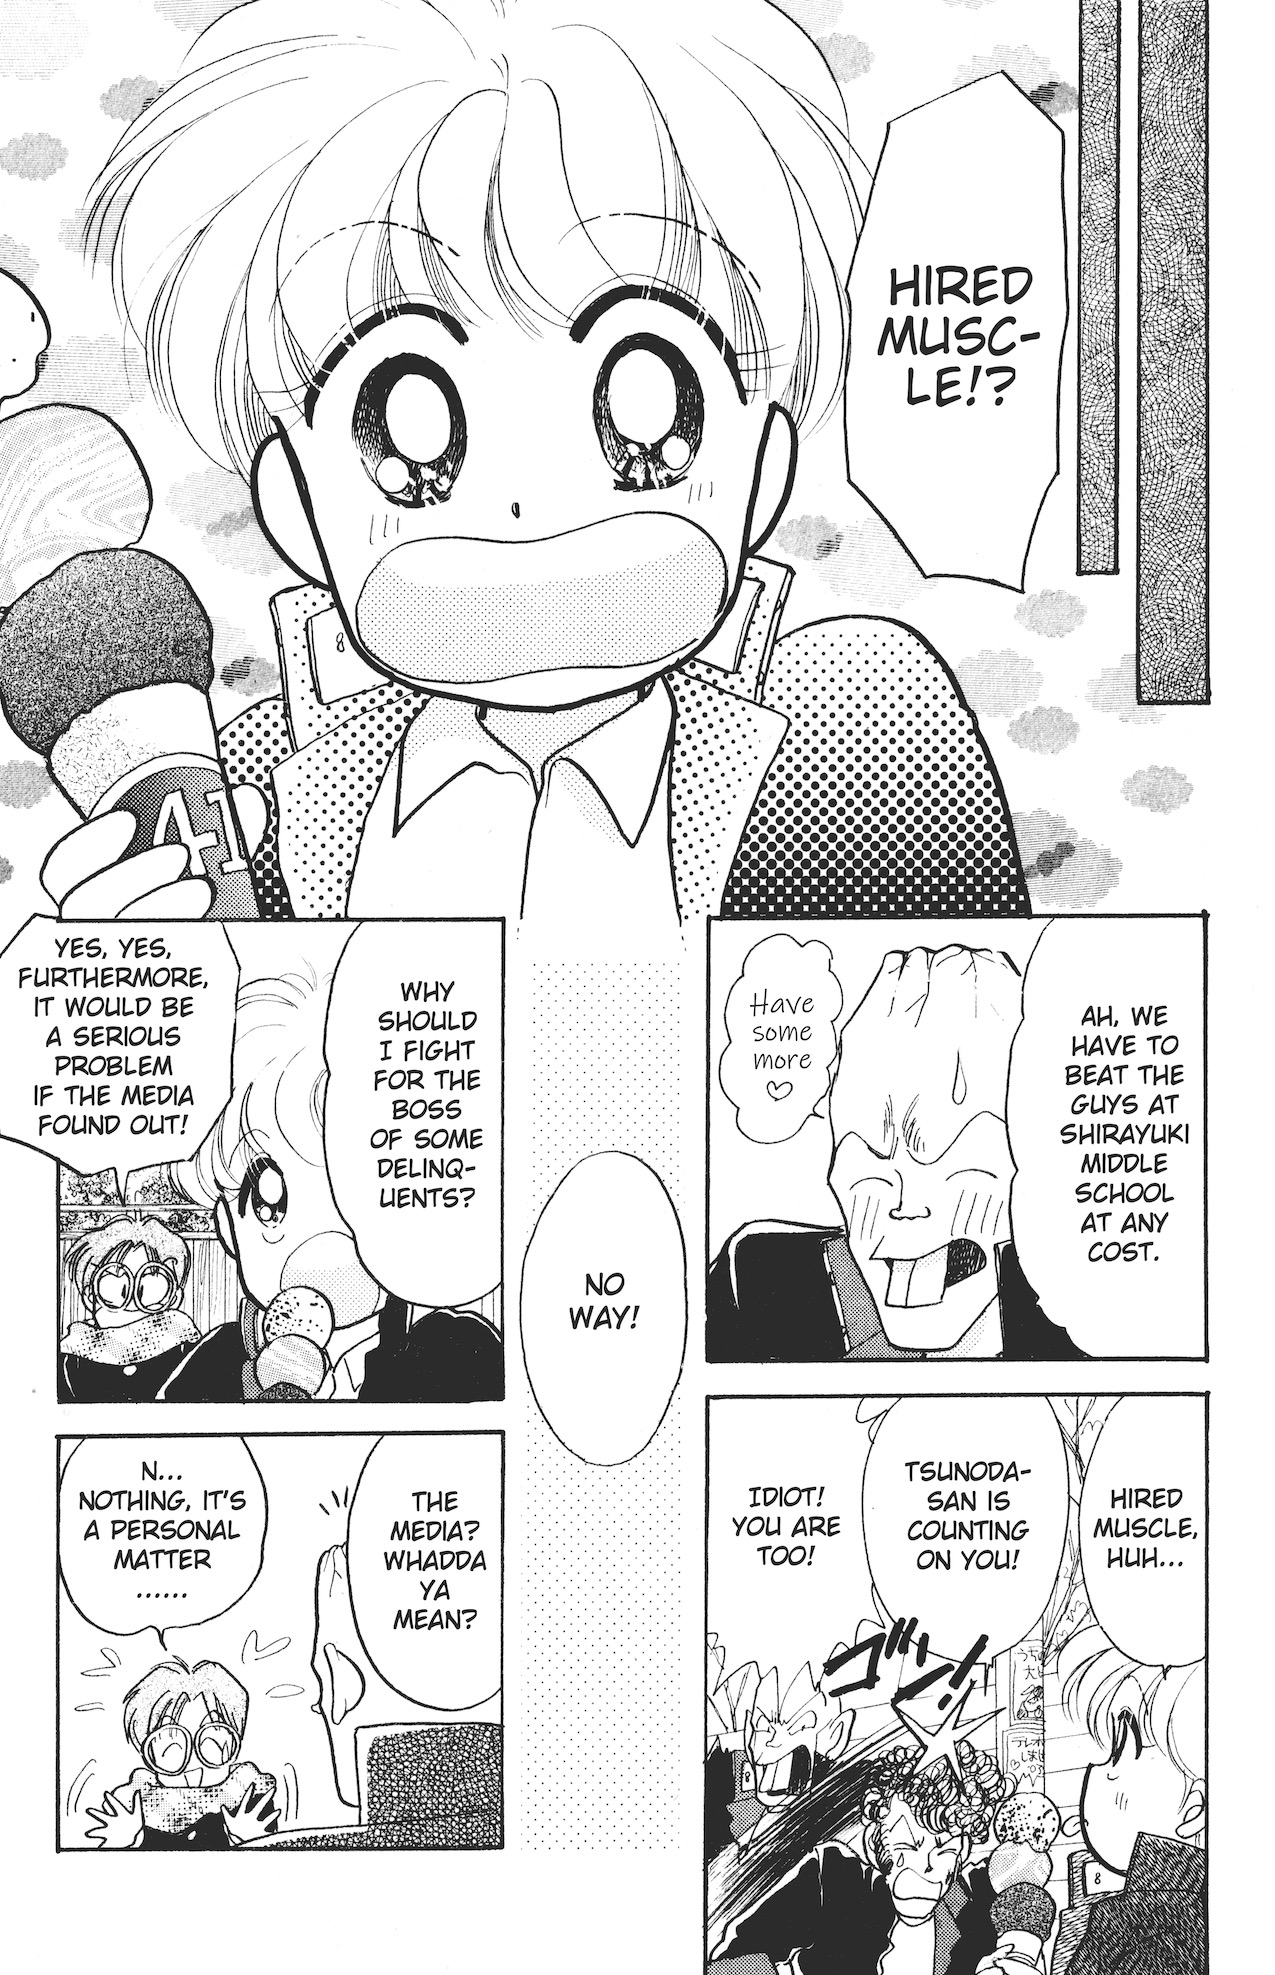 HIRED
MUSC-
LE!?
8
41
AH, WE
HAVE TO
BEAT THE
GUYS AT
SHIRAYUKI
MIDDLE
SCHOOL
AT ANY
COST.
Have
some
more
♡
HIRED
MUSCLE,
HUH...
TSUNODA-
SAN IS
COUNTING
ON YOU!
IDIOT!
YOU ARE
TOO!
ゴン!
8
8
NO
WAY!
WHY
SHOULD
I FIGHT
FOR THE
BOSS
OF SOME
DELINQ-
UENTS?
YES, YES,
FURTHERMORE,
IT WOULD BE
A SERIOUS
PROBLEM
IF THE MEDIA
FOUND OUT!
THE
MEDIA?
WHADDA
YA
MEAN?
N...
NOTHING, IT'S
A PERSONAL
MATTER
......